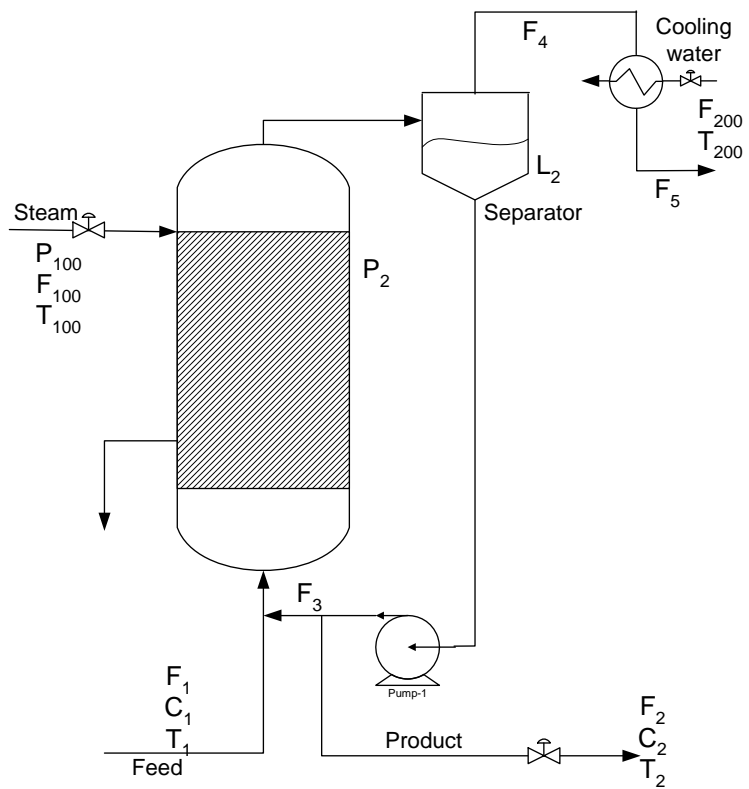 F4
Cooling
water
F200
T200
L2
F5
Separator
Steam
P100
F100
T100
P2
F3
Pump-1
F1
C1
T1
Feed
Product
F2
C2
T2